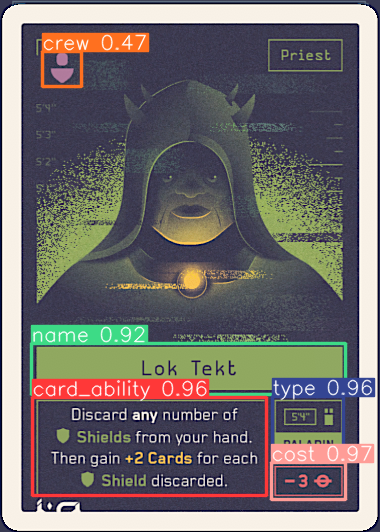 crew 0.47
Priest
5'4"
5'3"
5'2"
name 0.92
Lok Tekt
card_ability 0.96
type 0.96
Discard any number of
Shields from your hand.
Then gain +2 Cards for each
Shield discarded.
5'4"
PALADIN
cost 0.97
-3